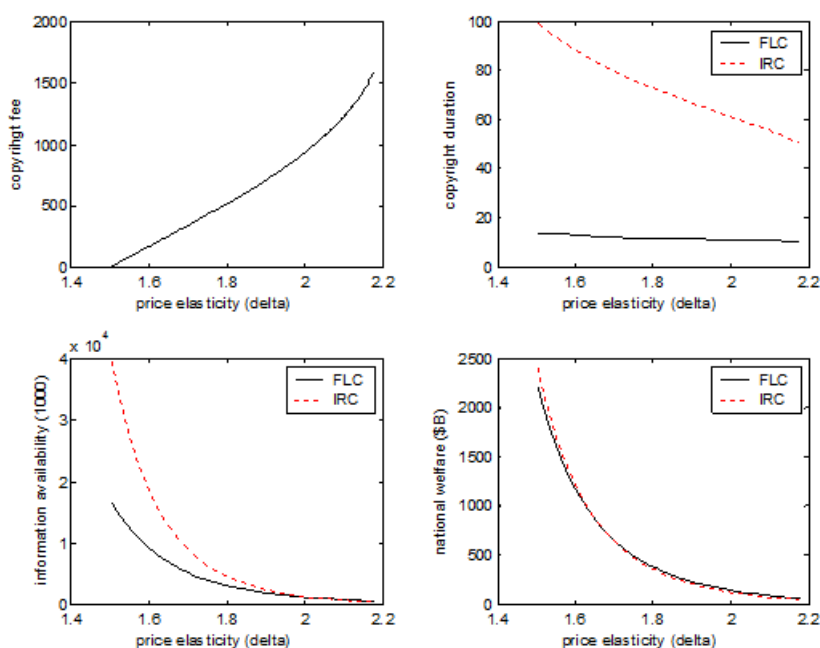 2000
1500
1000
500
0
copyrihgt fee
1.4 1.6 1.8 2 2.2
price elasticity (delta)
100
80
60
40
20
0
copyright duration
FLC
IRC
1.4 1.6 1.8 2 2.2
price elasticity (delta)
x 10^4
4
3
2
1
0
information availability (1000)
FLC
IRC
1.4 1.6 1.8 2 2.2
price elasticity (delta)
2500
2000
1500
1000
500
0
national welfare ($B)
FLC
IRC
1.4 1.6 1.8 2 2.2
price elasticity (delta)